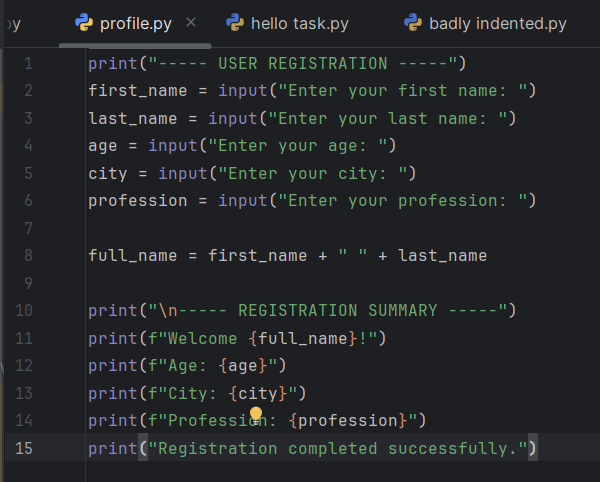 py profile.py × hello task.py badly indented.py
1 print("----- USER REGISTRATION -----")
2 first_name = input("Enter your first name: ")
3 last_name = input("Enter your last name: ")
4 age = input("Enter your age: ")
5 city = input("Enter your city: ")
6 profession = input("Enter your profession: ")
7
8 full_name = first_name + " " + last_name
9
10 print("\n----- REGISTRATION SUMMARY -----")
11 print(f"Welcome {full_name}!")
12 print(f"Age: {age}")
13 print(f"City: {city}")
14 print(f"Profession: {profession}")
15 print("Registration completed successfully.")